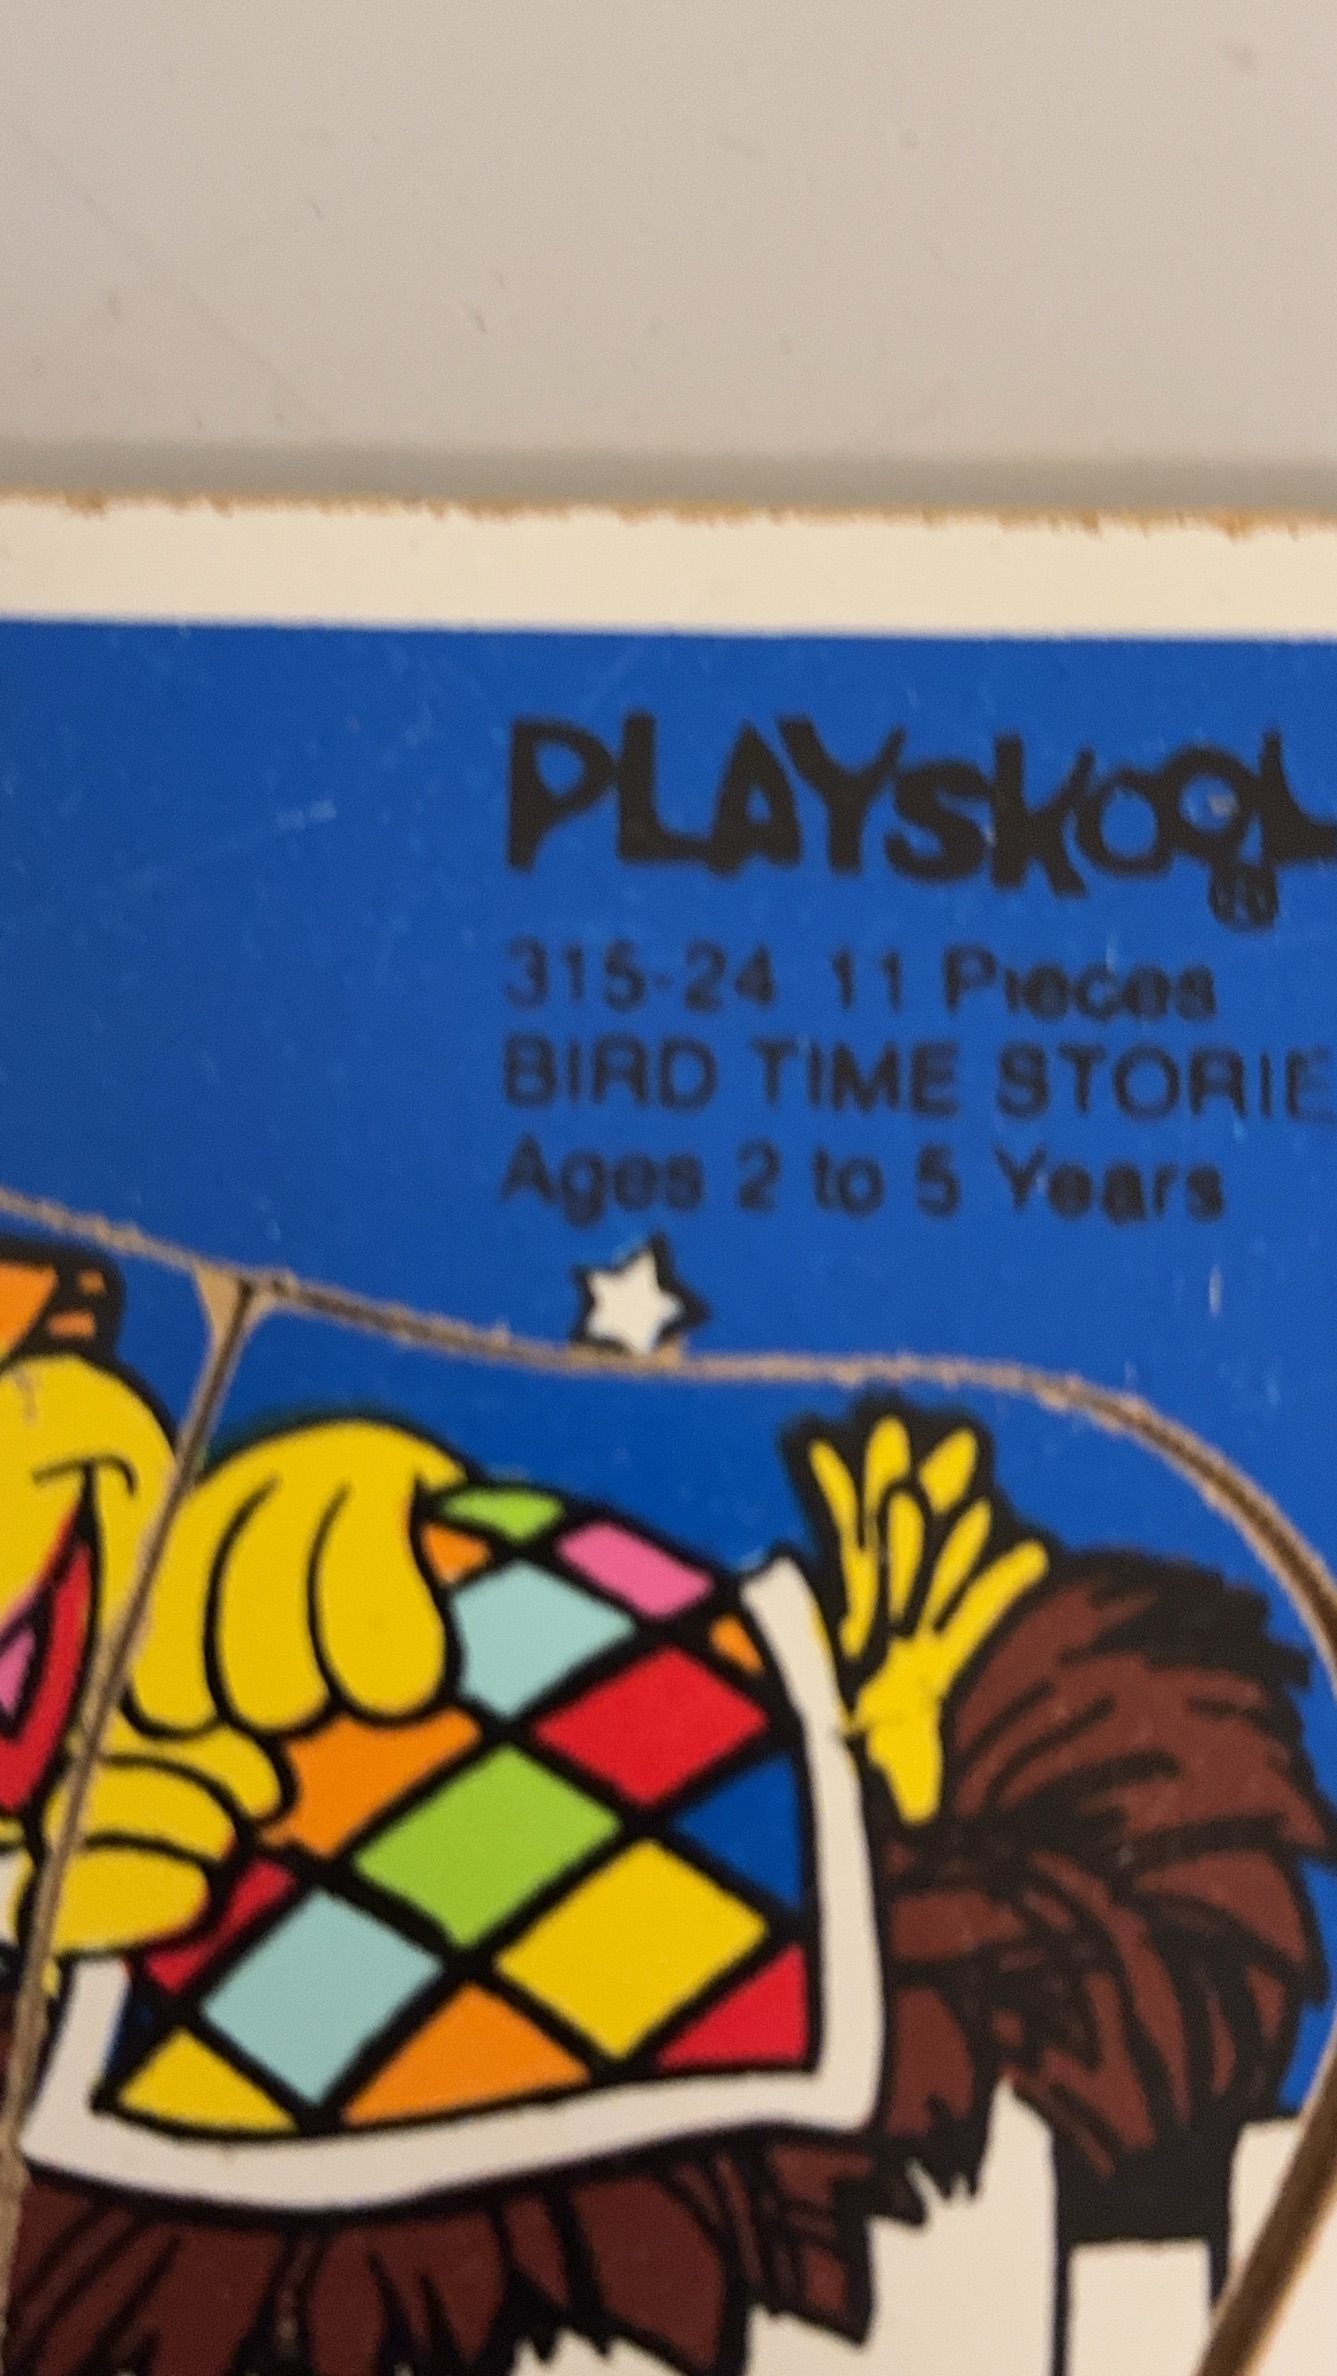 PLAYSKOOL
315-24 11 Pieces
BIRD TIME STORIE
Ages 2 to 5 Years